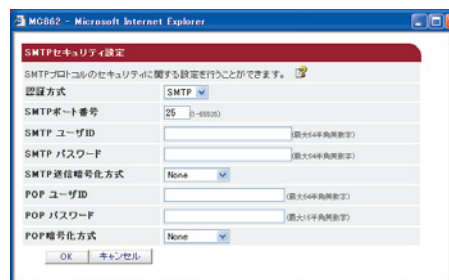 MC862 - Microsoft Internet Explorer
SMTPセキュリティ設定
SMTPプロトコルのセキュリティに関する設定を行うことができます。
認証方式 SMTP
SMTPポート番号 25 (1-65535)
SMTP ユーザID (最大64半角英数字)
SMTP パスワード (最大64半角英数字)
SMTP送信暗号化方式 None
POP ユーザID (最大64半角英数字)
POP パスワード (最大16半角英数字)
POP暗号化方式 None
OK キャンセル